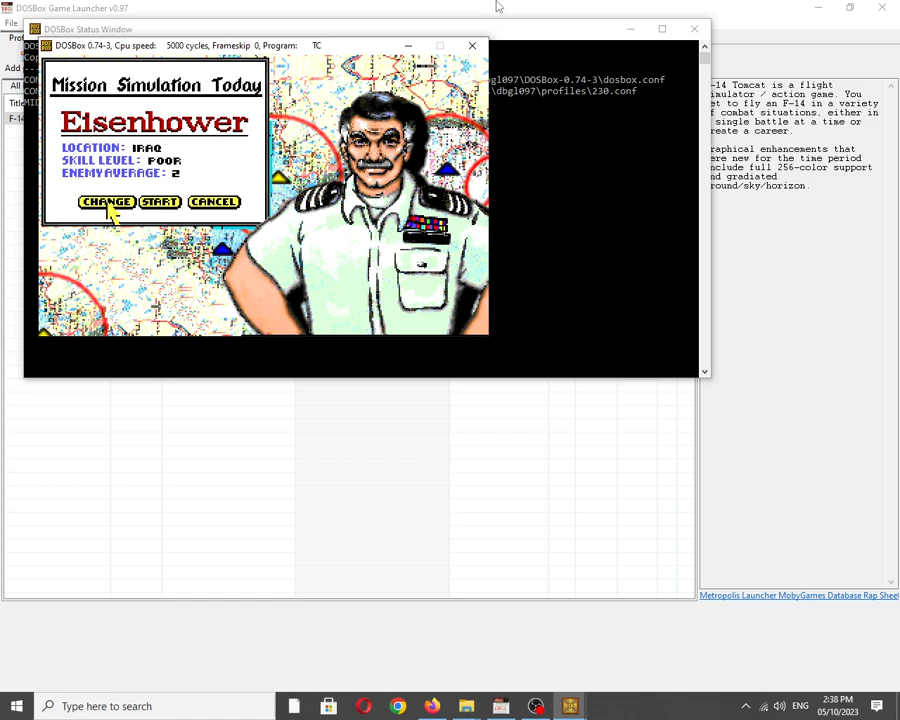 DOSBox Game Launcher v0.97
File
DOSBox Status Window
DOSBox 0.74-3, Cpu speed: 5000 cycles, Frameskip 0, Program: TC
Mission Simulation Today
Eisenhower
LOCATION: IRAQ
SKILL LEVEL: POOR
ENEMY AVERAGE: 2
CHANGE START CANCEL
gl097\DOSBox-0.74-3\dosbox.conf
\dbgl097\profiles\230.conf
Add
All
-14 Tomcat is a flight
imulator / action game. You
et to fly an F-14 in a variety
f combat situations, either in
single battle at a time or
reate a career.
raphical enhancements that
ere new for the time period
nclude full 256-color support
nd gradiated
round/sky/horizon.
Metropolis Launcher MobyGames Database Rap Sheet
Type here to search
ENG
2:38 PM
05/10/2023